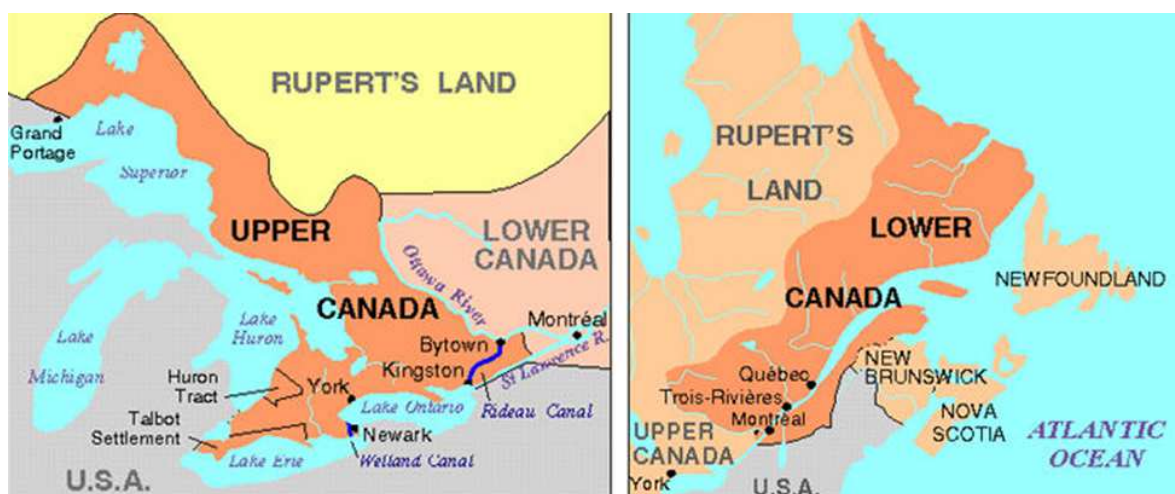 RUPERT'S LAND
Grand
Portage
Lake
Superior
UPPER
CANADA
LOWER
CANADA
Ottawa River
Lake
Huron
Lake
Michigan
Montréal
Bytown
Kingston
St Lawrence R.
Huron
Tract
York
Lake Ontario
Rideau Canal
Talbot
Settlement
Newark
Lake Erie
Welland Canal
U.S.A.
RUPERT'S
LAND
LOWER
CANADA
NEWFOUNDLAND
Québec
NEW
BRUNSWICK
Trois-Rivières
Montréal
NOVA
SCOTIA
UPPER
CANADA
York
U.S.A.
ATLANTIC
OCEAN